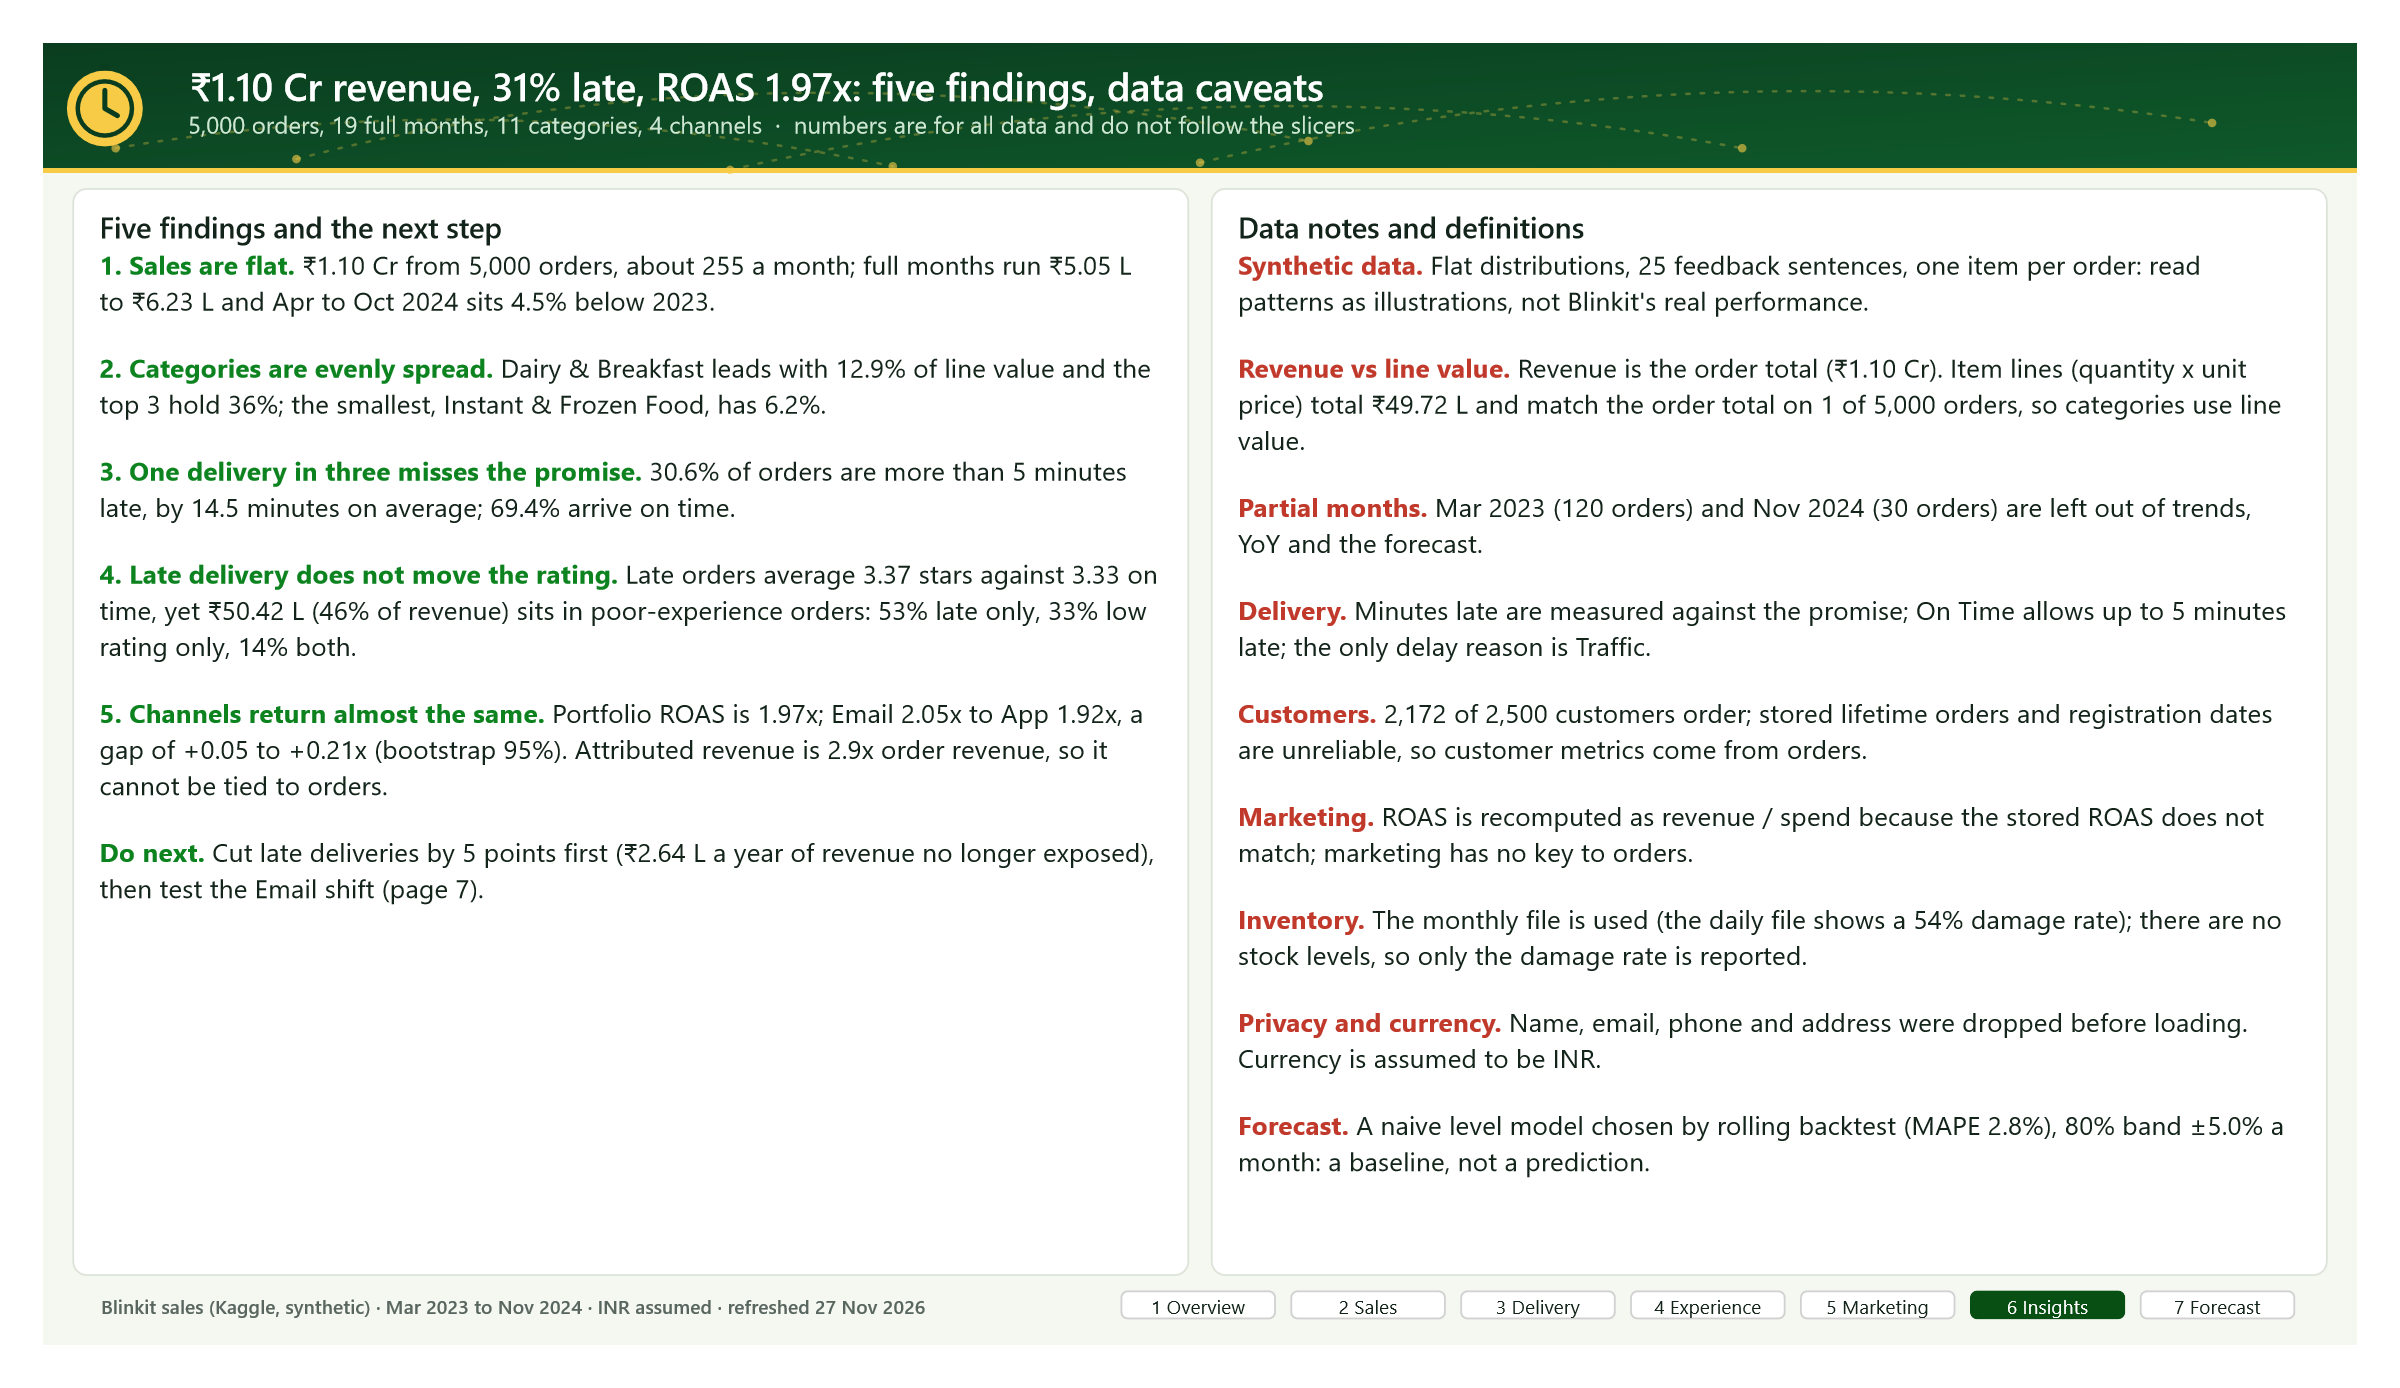 ₹1.10 Cr revenue, 31% late, ROAS 1.97x: five findings, data caveats
5,000 orders, 19 full months, 11 categories, 4 channels · numbers are for all data and do not follow the slicers
Five findings and the next step
1. Sales are flat. ₹1.10 Cr from 5,000 orders, about 255 a month; full months run ₹5.05 L
to ₹6.23 L and Apr to Oct 2024 sits 4.5% below 2023.
2. Categories are evenly spread. Dairy & Breakfast leads with 12.9% of line value and the
top 3 hold 36%; the smallest, Instant & Frozen Food, has 6.2%.
3. One delivery in three misses the promise. 30.6% of orders are more than 5 minutes
late, by 14.5 minutes on average; 69.4% arrive on time.
4. Late delivery does not move the rating. Late orders average 3.37 stars against 3.33 on
time, yet ₹50.42 L (46% of revenue) sits in poor-experience orders: 53% late only, 33% low
rating only, 14% both.
5. Channels return almost the same. Portfolio ROAS is 1.97x; Email 2.05x to App 1.92x, a
gap of +0.05 to +0.21x (bootstrap 95%). Attributed revenue is 2.9x order revenue, so it
cannot be tied to orders.
Do next. Cut late deliveries by 5 points first (₹2.64 L a year of revenue no longer exposed),
then test the Email shift (page 7).
Data notes and definitions
Synthetic data. Flat distributions, 25 feedback sentences, one item per order: read
patterns as illustrations, not Blinkit's real performance.
Revenue vs line value. Revenue is the order total (₹1.10 Cr). Item lines (quantity x unit
price) total ₹49.72 L and match the order total on 1 of 5,000 orders, so categories use line
value.
Partial months. Mar 2023 (120 orders) and Nov 2024 (30 orders) are left out of trends,
YoY and the forecast.
Delivery. Minutes late are measured against the promise; On Time allows up to 5 minutes
late; the only delay reason is Traffic.
Customers. 2,172 of 2,500 customers order; stored lifetime orders and registration dates
are unreliable, so customer metrics come from orders.
Marketing. ROAS is recomputed as revenue / spend because the stored ROAS does not
match; marketing has no key to orders.
Inventory. The monthly file is used (the daily file shows a 54% damage rate); there are no
stock levels, so only the damage rate is reported.
Privacy and currency. Name, email, phone and address were dropped before loading.
Currency is assumed to be INR.
Forecast. A naive level model chosen by rolling backtest (MAPE 2.8%), 80% band ±5.0% a
month: a baseline, not a prediction.
Blinkit sales (Kaggle, synthetic) · Mar 2023 to Nov 2024 · INR assumed · refreshed 27 Nov 2026
1 Overview
2 Sales
3 Delivery
4 Experience
5 Marketing
6 Insights
7 Forecast